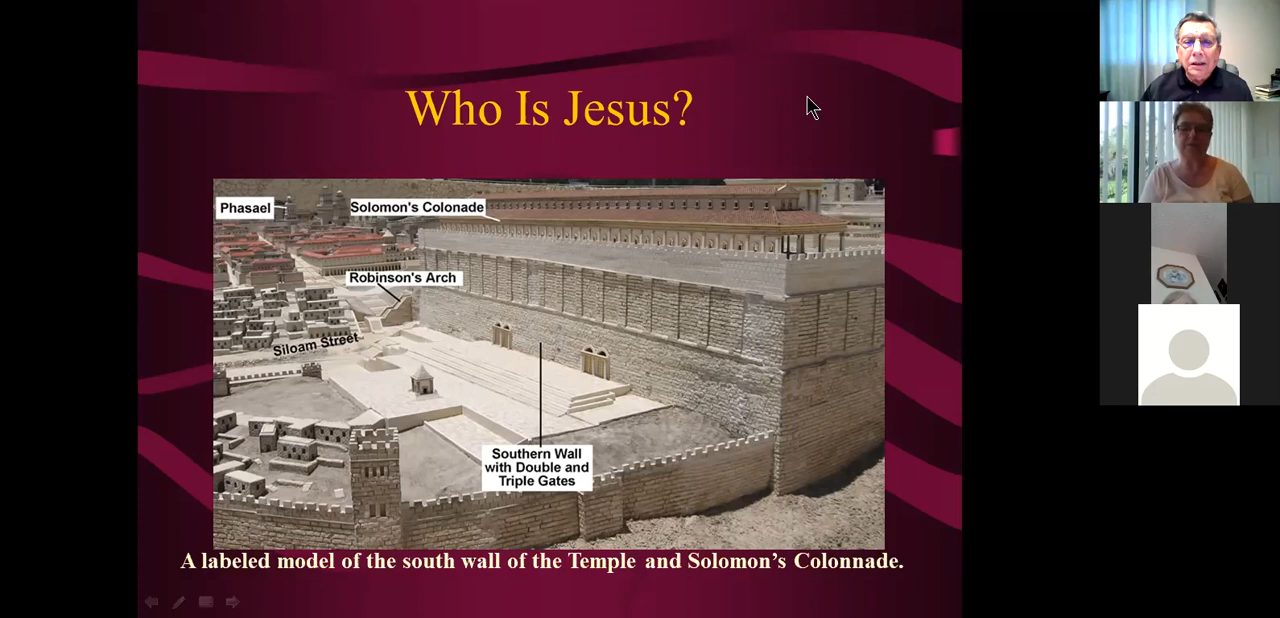 Who Is Jesus?
Phasael
Solomon's Colonade
Robinson's Arch
Siloam Street
Southern Wall
with Double and
Triple Gates
A labeled model of the south wall of the Temple and Solomon’s Colonnade.